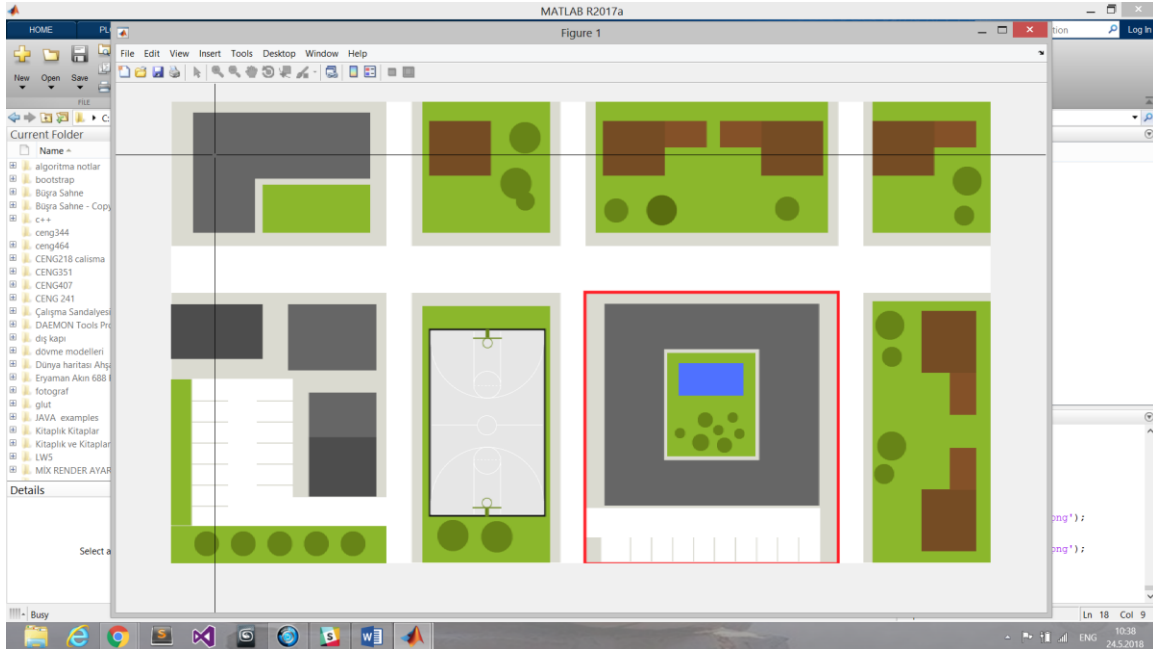 MATLAB R2017a
HOME
Figure 1
tion
Log In
File Edit View Insert Tools Desktop Window Help
New Open Save
FILE
Current Folder
Name
algoritma notlar
bootstrap
Büşra Sahne
Büşra Sahne - Copy
c++
ceng344
ceng464
CENG218 calisma
CENG351
CENG407
CENG 241
Çalışma Sandalyesi
DAEMON Tools Pro
dış kapı
dövme modelleri
Dünya haritası Ahşa
Eryaman Akın 688
fotograf
glut
JAVA examples
Kitaplık Kitaplar
Kitaplık ve Kitaplar
LW5
MIX RENDER AYAR
Details
Select a
png');
png');
Busy
Ln 18 Col 9
ENG
10:38
24.5.2018